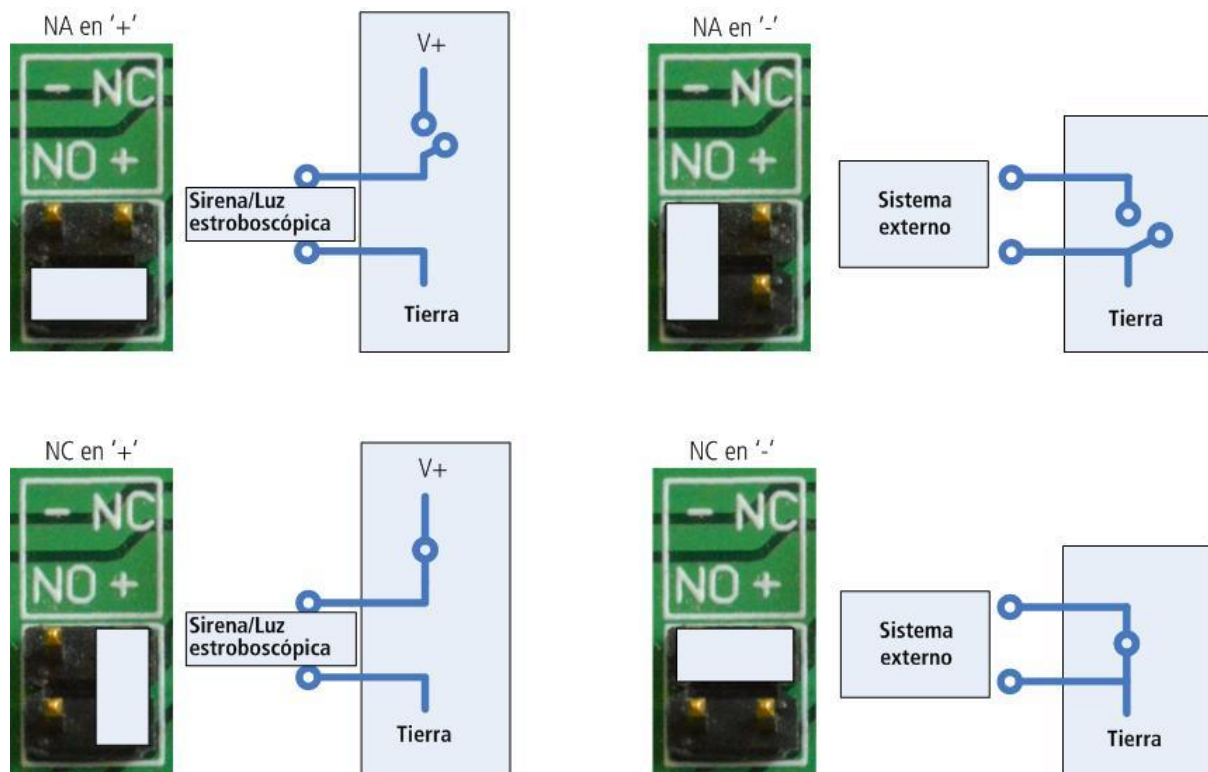 NA en '+'
- NC
NO +
V+
Sirena/Luz
estroboscópica
Tierra
NA en '-'
- NC
NO +
Sistema
externo
Tierra
NC en '+'
- NC
NO +
V+
Sirena/Luz
estroboscópica
Tierra
NC en '-'
- NC
NO +
Sistema
externo
Tierra